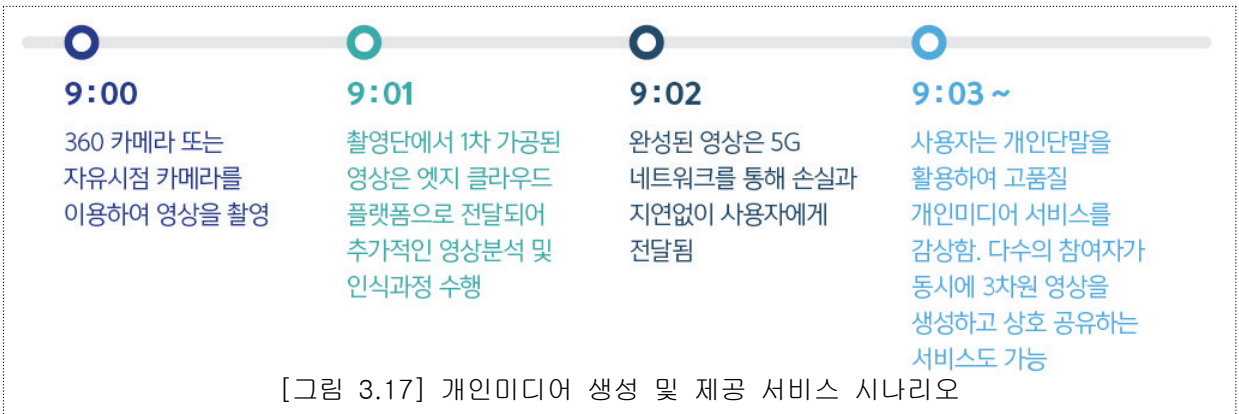 9:00
360 카메라 또는
자유시점 카메라를
이용하여 영상을 촬영
9:01
촬영단에서 1차 가공된
영상은 엣지 클라우드
플랫폼으로 전달되어
추가적인 영상분석 및
인식과정 수행
9:02
완성된 영상은 5G
네트워크를 통해 손실과
지연없이 사용자에게
전달됨
9:03 ~
사용자는 개인단말을
활용하여 고품질
개인미디어 서비스를
감상함. 다수의 참여자가
동시에 3차원 영상을
생성하고 상호 공유하는
서비스도 가능
[그림 3.17] 개인미디어 생성 및 제공 서비스 시나리오